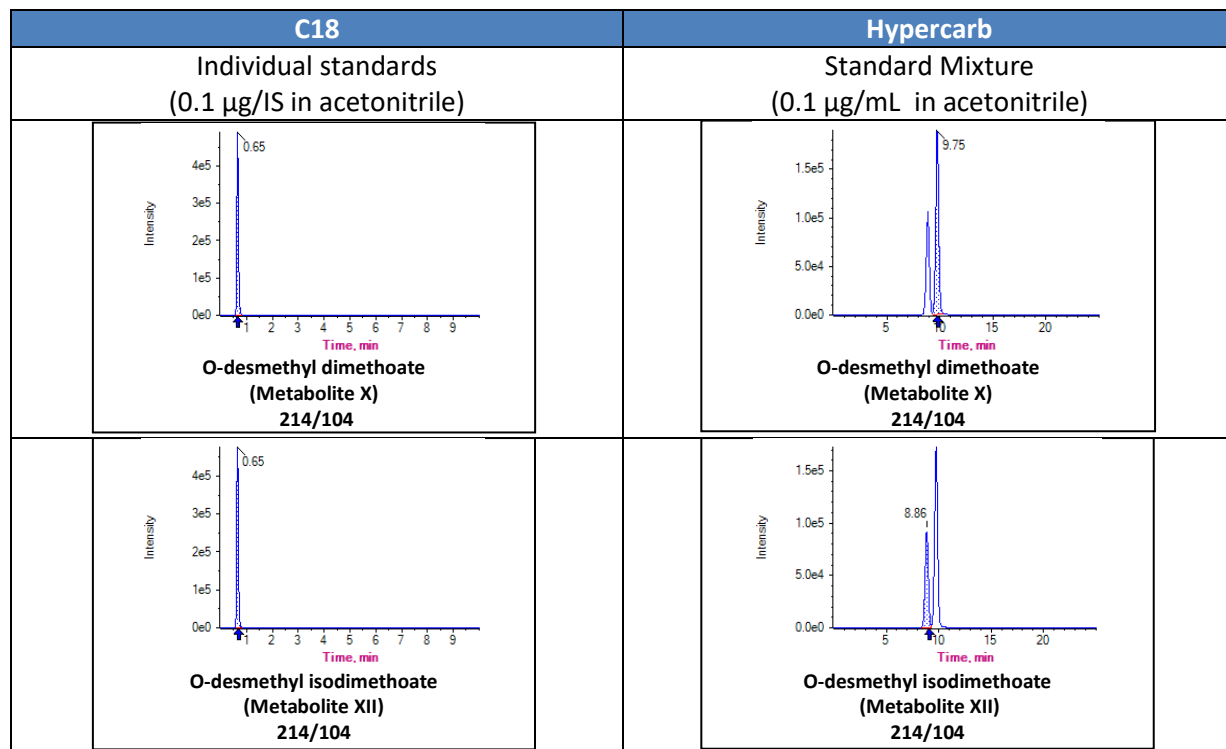 C18
Hypercarb
Individual standards
(0.1 µg/IS in acetonitrile)
Standard Mixture
(0.1 µg/mL in acetonitrile)
0.65
4e5
3e5
2e5
1e5
0e0
Intensity
1 2 3 4 5 6 7 8 9
Time, min
O-desmethyl dimethoate
(Metabolite X)
214/104
9.75
1.5e5
1.0e5
5.0e4
0.0e0
Intensity
5 10 15 20
Time, min
O-desmethyl dimethoate
(Metabolite X)
214/104
0.65
4e5
3e5
2e5
1e5
0e0
Intensity
1 2 3 4 5 6 7 8 9
Time, min
O-desmethyl isodimethoate
(Metabolite XII)
214/104
1.5e5
8.86
1.0e5
5.0e4
0.0e0
Intensity
5 10 15 20
Time, min
O-desmethyl isodimethoate
(Metabolite XII)
214/104